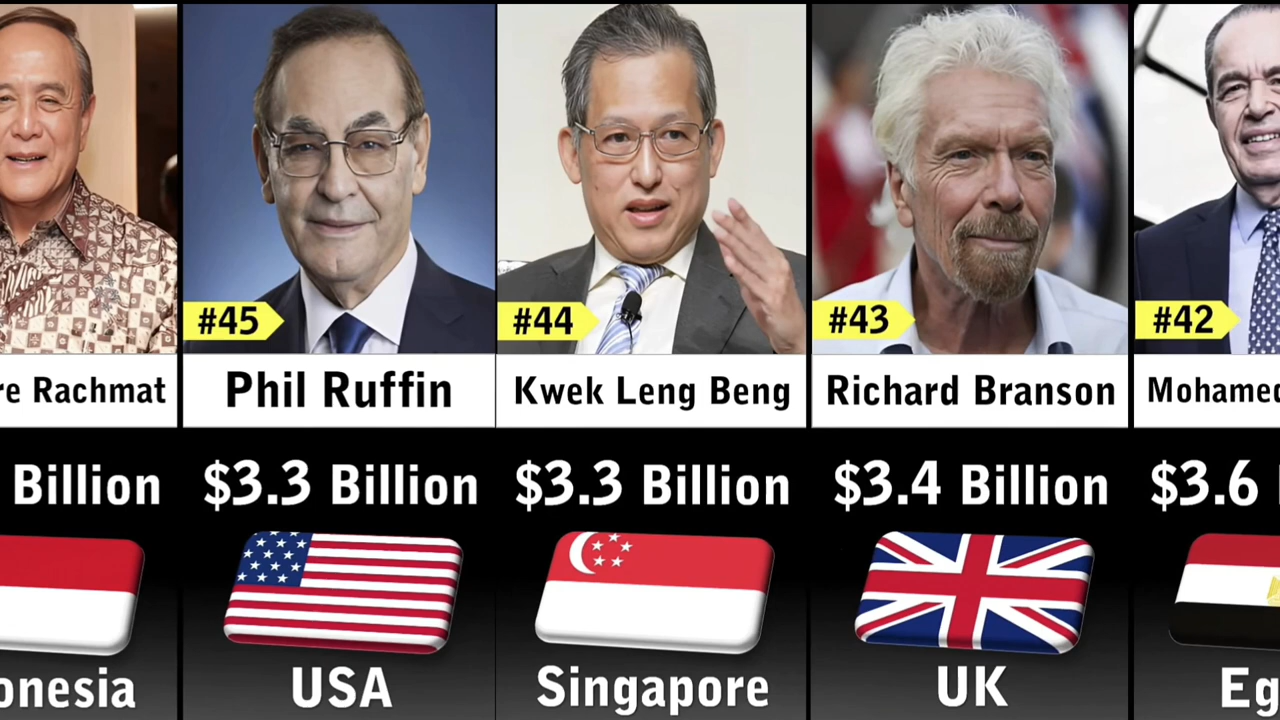 re Rachmat
Billion
onesia
#45
Phil Ruffin
$3.3 Billion
USA
#44
Kwek Leng Beng
$3.3 Billion
Singapore
#43
Richard Branson
$3.4 Billion
UK
#42
Mohamed
$3.6
Eg